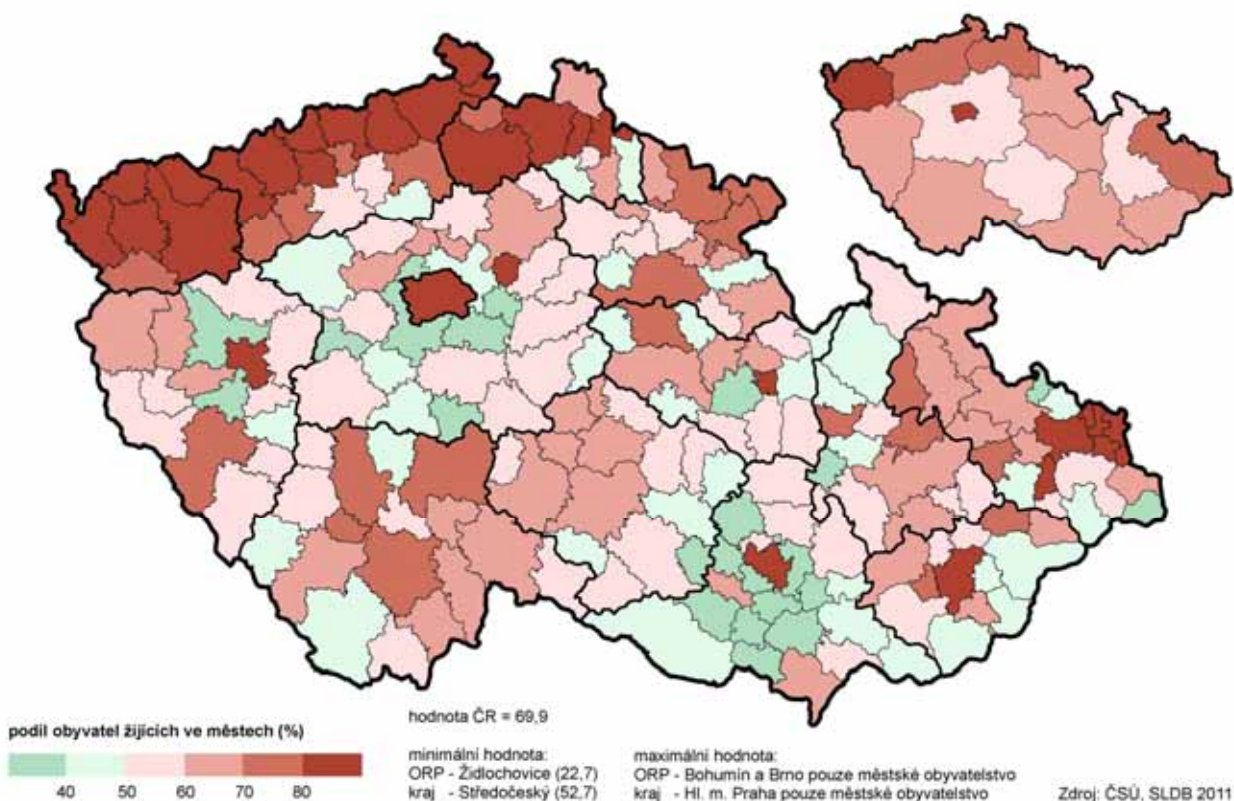 podíl obyvatel žijících ve městech (%)
40 50 60 70 80
hodnota ČR = 69,9
minimální hodnota:
ORP - Židlochovice (22,7)
kraj - Středočeský (52,7)
maximální hodnota:
ORP - Bohumín a Brno pouze městské obyvatelstvo
kraj - Hl. m. Praha pouze městské obyvatelstvo
Zdroj: ČSÚ, SLDB 2011